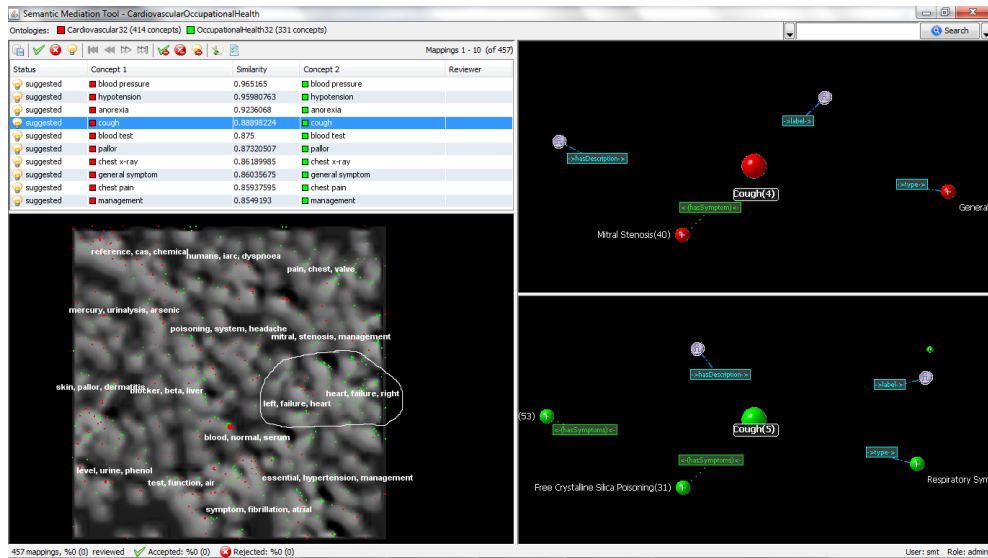 Semantic Mediation Tool - CardiovascularOccupationalHealth
Ontologies: Cardiovascular32 (414 concepts) OccupationalHealth32 (331 concepts)
Search
Mappings 1 - 10 (of 457)
Status Concept 1 Similarity Concept 2 Reviewer
suggested blood pressure 0.965165 blood pressure
suggested hypotension 0.95980763 hypotension
suggested anorexia 0.9236068 anorexia
suggested cough 0.88898224 cough
suggested blood test 0.875 blood test
suggested pallor 0.87320507 pallor
suggested chest x-ray 0.86189985 chest x-ray
suggested general symptom 0.86035675 general symptom
suggested chest pain 0.85937595 chest pain
suggested management 0.8549193 management
->label->
->hasDescription->
->type->
Cough(4)
General
<-(hasSymptom)<-
Mitral Stenosis(40)
reference, cas, chemical
humans, iarc, dyspnoea
pain, chest, valve
mercury, urinalysis, arsenic
poisoning, system, headache
mitral, stenosis, management
skin, pallor, dermatitis
blocker, beta, liver
heart, failure, right
left, failure, heart
blood, normal, serum
level, urine, phenol
test, function, air
essential, hypertension, management
symptom, fibrillation, atrial
->hasDescription->
->label->
(53)
<-(hasSymptoms)<-
Cough(5)
->type->
<-(hasSymptoms)<-
Respiratory Sym
Free Crystalline Silica Poisoning(31)
457 mappings, %0 (0) reviewed Accepted: %0 (0) Rejected: %0 (0)
User: smt Role: admin